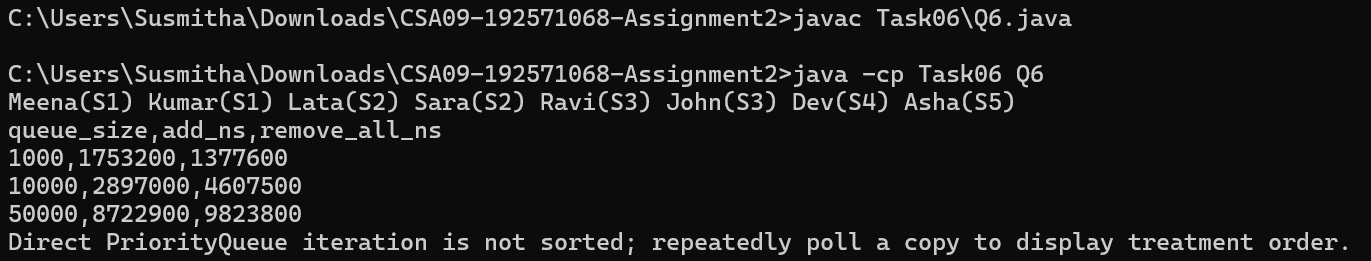 C:\Users\Susmitha\Downloads\CSA09-192571068-Assignment2>javac Task06\Q6.java
C:\Users\Susmitha\Downloads\CSA09-192571068-Assignment2>java -cp Task06 Q6
Meena(S1) Kumar(S1) Lata(S2) Sara(S2) Ravi(S3) John(S3) Dev(S4) Asha(S5)
queue_size,add_ns,remove_all_ns
1000,1753200,1377600
10000,2897000,4607500
50000,8722900,9823800
Direct PriorityQueue iteration is not sorted; repeatedly poll a copy to display treatment order.